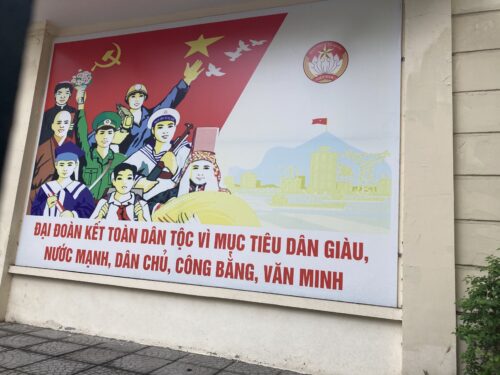 ĐẠI ĐOÀN KẾT TOÀN DÂN TỘC VÌ MỤC TIÊU DÂN GIÀU,
NƯỚC MẠNH, DÂN CHỦ, CÔNG BẰNG, VĂN MINH